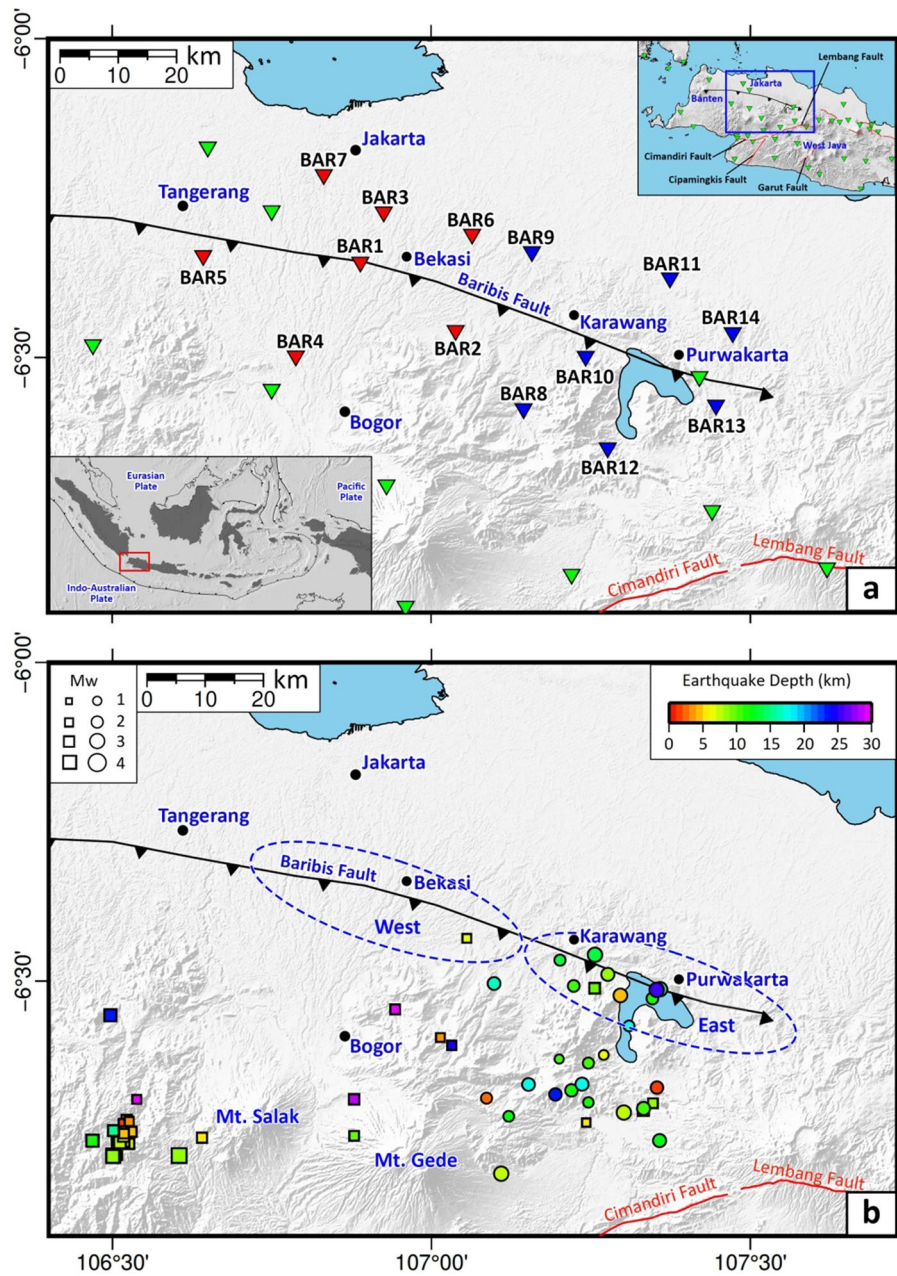 -6°00'
km
0 10 20
Lembang Fault
Jakarta
Banten
West Java
Cimandiri Fault
Cipamingkis Fault
Garut Fault
Jakarta
BAR7
Tangerang
BAR3
BAR6
BAR9
BAR1
Bekasi
BAR5
BAR11
Baribis Fault
BAR14
Karawang
BAR4
BAR2
Purwakarta
-6°30'
BAR10
BAR8
BAR13
Bogor
BAR12
Eurasian
Plate
Pacific
Plate
Indo-Australian
Plate
Cimandiri Fault
Lembang Fault
a
-6°00'
Mw
1
2
3
4
km
0 10 20
Earthquake Depth (km)
0 5 10 15 20 25 30
Jakarta
Tangerang
Baribis Fault
Bekasi
West
Karawang
Purwakarta
-6°30'
East
Bogor
Mt. Salak
Mt. Gede
Cimandiri Fault
Lembang Fault
b
106°30' 107°00' 107°30'